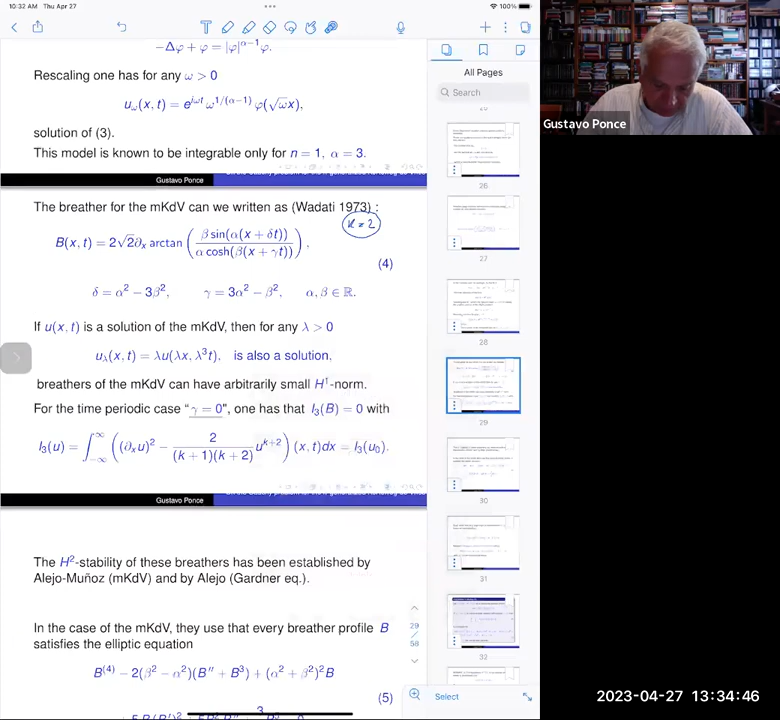 10:32 AM Thu Apr 27
100%
-Δφ + φ = |φ|^{α-1}φ.
Rescaling one has for any ω > 0
u_ω(x, t) = e^{iωt} ω^{1/(α-1)} φ(√ωx),
solution of (3).
This model is known to be integrable only for n = 1, α = 3.
Gustavo Ponce
The breather for the mKdV can we written as (Wadati 1973) :
k = 2
B(x, t) = 2√2∂_x arctan ( β sin(α(x + δt)) / α cosh(β(x + γt)) ),
(4)
δ = α² − 3β², γ = 3α² − β², α, β ∈ ℝ.
If u(x, t) is a solution of the mKdV, then for any λ > 0
u_λ(x, t) = λu(λx, λ³t), is also a solution,
breathers of the mKdV can have arbitrarily small H¹-norm.
For the time periodic case "γ = 0", one has that I₃(B) = 0 with
I₃(u) = ∫_{-∞}^{∞} ( (∂_x u)² − 2/((k + 1)(k + 2)) u^{k+2} ) (x, t)dx = I₃(u₀).
Gustavo Ponce
The H²-stability of these breathers has been established by
Alejo-Muñoz (mKdV) and by Alejo (Gardner eq.).
In the case of the mKdV, they use that every breather profile B
satisfies the elliptic equation
B^{(4)} − 2(β² − α²)(B'' + B³) + (α² + β²)²B
(5)
All Pages
Search
26
27
28
29
30
31
32
29
/
58
Select
Gustavo Ponce
2023-04-27 13:34:46